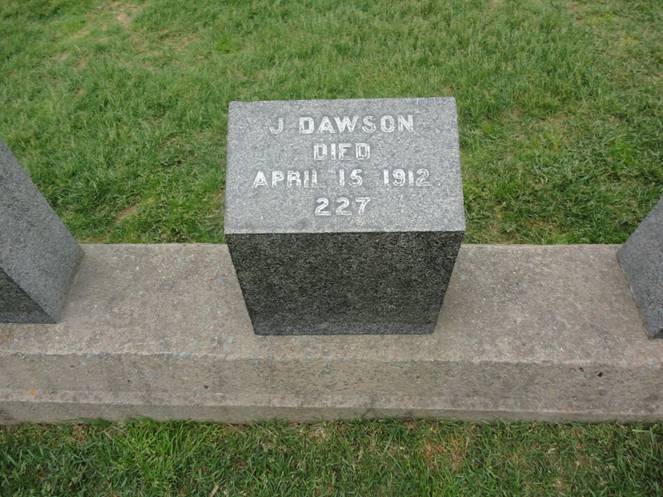 J DAWSON
DIED
APRIL 15 1912
227